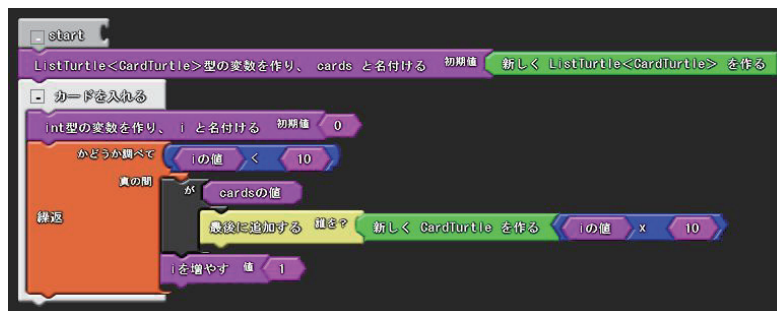 start
ListTurtle<CardTurtle>型の変数を作り、 cards と名付ける 初期値 新しく ListTurtle<CardTurtle> を作る
- カードを入れる
int型の変数を作り、 i と名付ける 初期値 0
かどうか調べて iの値 < 10
真の間 が cardsの値
繰返 最後に追加する 誰を? 新しく CardTurtle を作る iの値 x 10
iを増やす 値 1